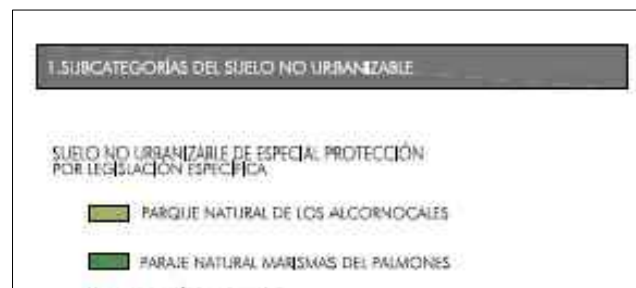 1.SUBCATEGORÍAS DEL SUELO NO URBANIZABLE
SUELO NO URBANIZABLE DE ESPECIAL PROTECCIÓN
POR LEGISLACIÓN ESPECÍFICA
PARQUE NATURAL DE LOS ALCORNOCALES
PARAJE NATURAL MARISMAS DEL PALMONES